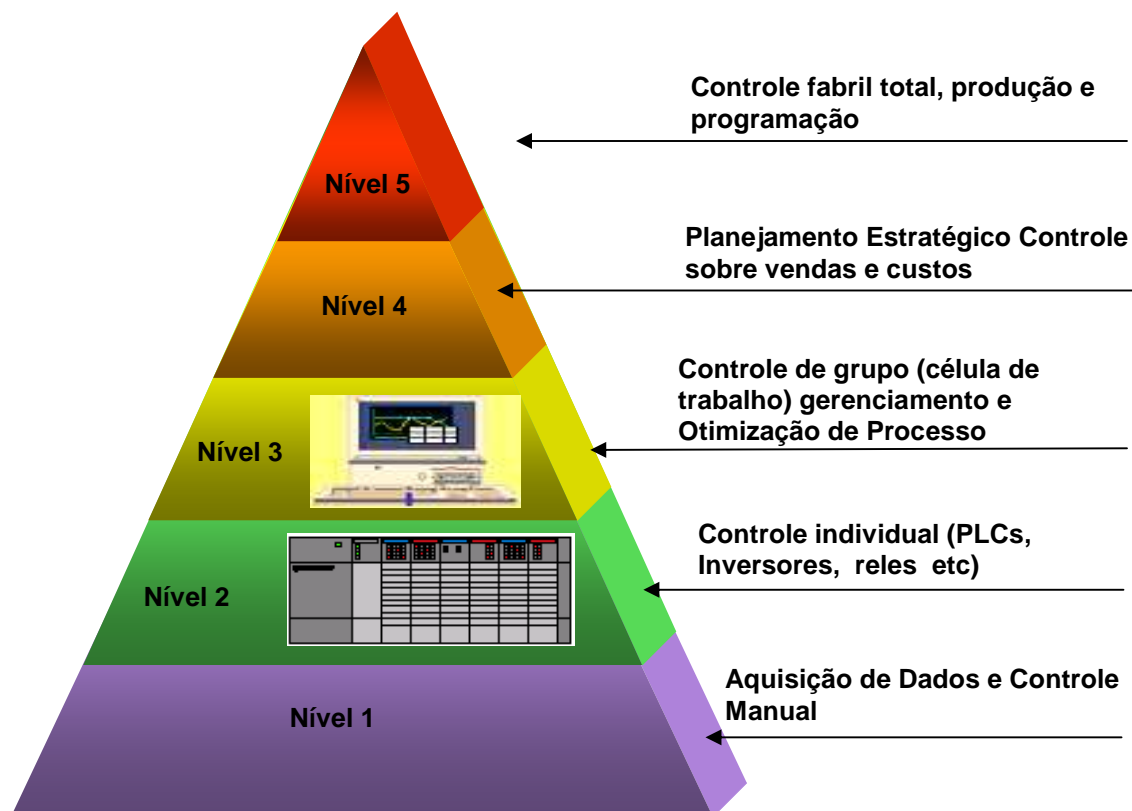 Controle fabril total, produção e
programação
Nível 5
Planejamento Estratégico Controle
sobre vendas e custos
Nível 4
Controle de grupo (célula de
trabalho) gerenciamento e
Otimização de Processo
Nível 3
Controle individual (PLCs,
Inversores, reles etc)
Nível 2
Aquisição de Dados e Controle
Manual
Nível 1